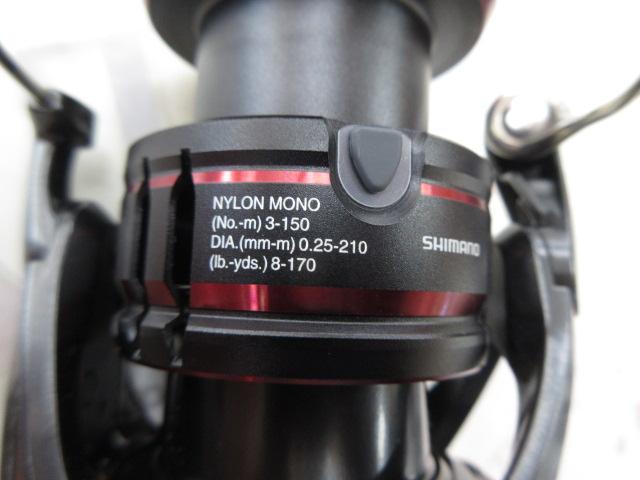 NYLON MONO
(No.-m) 3-150
DIA.(mm-m) 0.25-210
(lb.-yds.) 8-170
SHIMANO